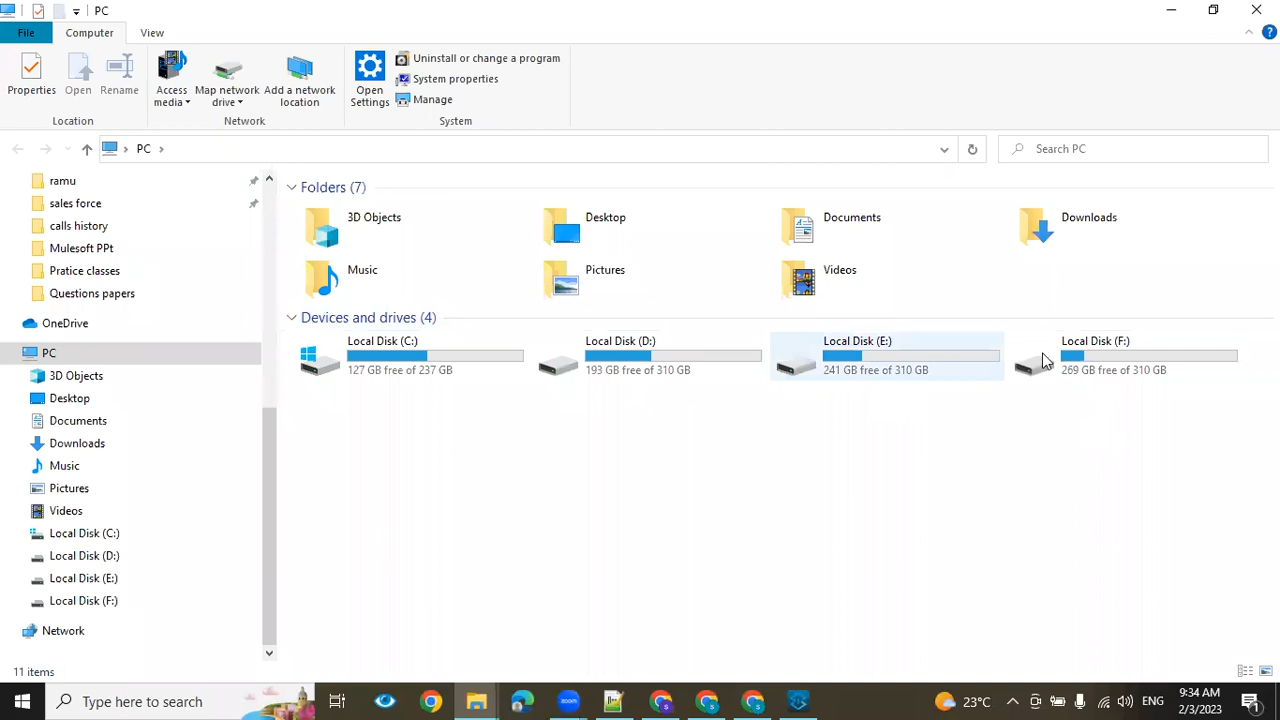 PC
File
Computer
View
Properties
Open
Rename
Location
Access media
Map network drive
Add a network location
Network
Open Settings
Uninstall or change a program
System properties
Manage
System
PC
Search PC
ramu
sales force
calls history
Mulesoft PPt
Pratice classes
Questions papers
OneDrive
PC
3D Objects
Desktop
Documents
Downloads
Music
Pictures
Videos
Local Disk (C:)
Local Disk (D:)
Local Disk (E:)
Local Disk (F:)
Network
Folders (7)
3D Objects
Desktop
Documents
Downloads
Music
Pictures
Videos
Devices and drives (4)
Local Disk (C:)
127 GB free of 237 GB
Local Disk (D:)
193 GB free of 310 GB
Local Disk (E:)
241 GB free of 310 GB
Local Disk (F:)
269 GB free of 310 GB
11 items
Type here to search
zoom
23°C
ENG
9:34 AM
2/3/2023
1